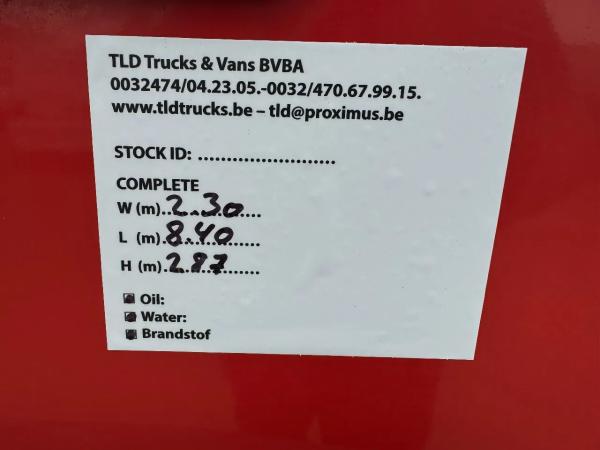 TLD Trucks & Vans BVBA
0032474/04.23.05.-0032/470.67.99.15.
www.tldtrucks.be – tld@proximus.be
STOCK ID: ........................
COMPLETE
W (m)..2.30....
L (m).8.40....
H (m).2.87....
Oil:
Water:
Brandstof